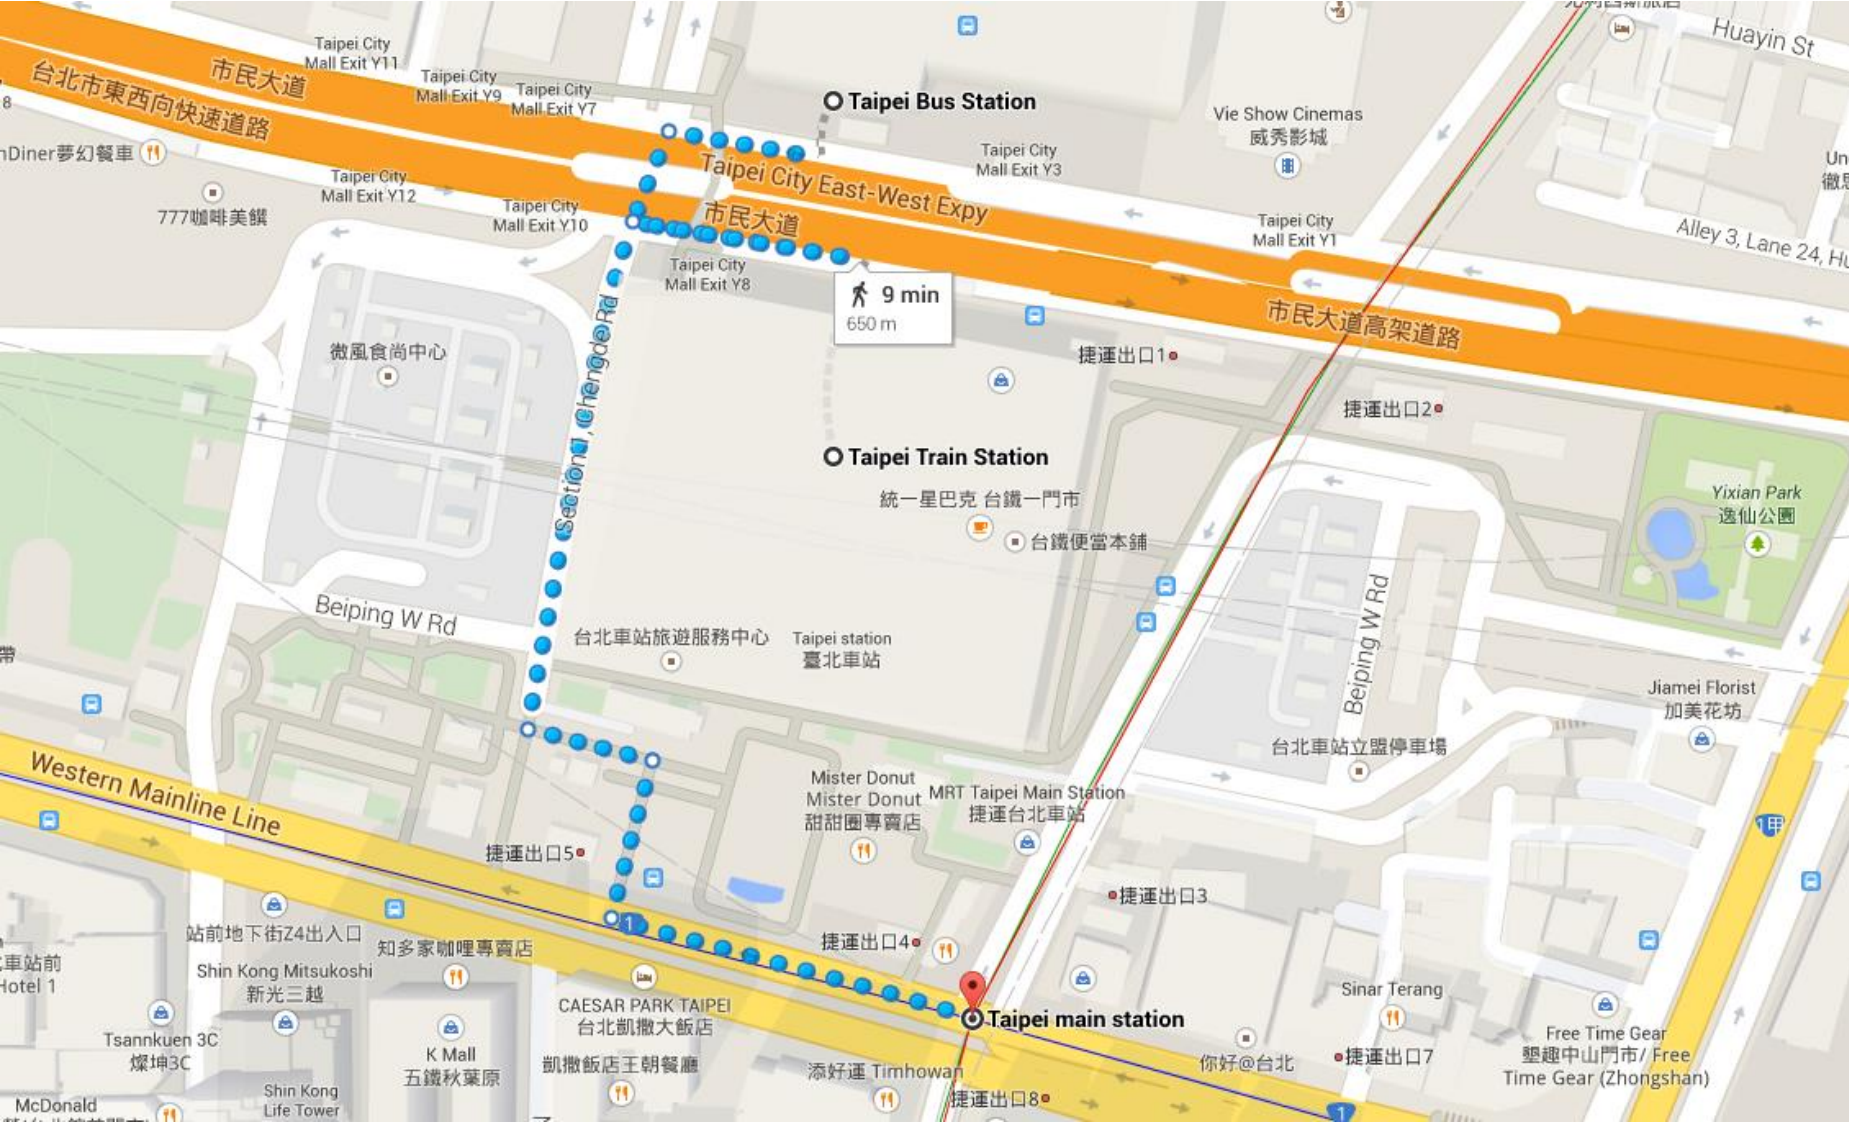 Huayin St
Taipei City
Mall Exit Y11
市民大道
台北市東西向快速道路
8
Taipei City
Mall Exit Y9
Taipei City
Mall Exit Y7
Taipei Bus Station
Vie Show Cinemas
威秀影城
Taipei City
Mall Exit Y3
nDiner夢幻餐車
Taipei City
Mall Exit Y12
777咖啡美饌
Taipei City
Mall Exit Y10
Taipei City East-West Expy
市民大道
Taipei City
Mall Exit Y1
Alley 3, Lane 24, Hu
Un
Taipei City
Mall Exit Y8
9 min
650 m
市民大道高架道路
微風食尚中心
捷運出口1
捷運出口2
Section 1, Chengde Rd
Taipei Train Station
統一星巴克 台鐵一門市
台鐵便當本舖
Yixian Park
逸仙公園
Beiping W Rd
台北車站旅遊服務中心
Taipei station
臺北車站
Beiping W Rd
帶
Jiamei Florist
加美花坊
台北車站立盟停車場
Western Mainline Line
Mister Donut
Mister Donut
甜甜圈專賣店
MRT Taipei Main Station
捷運台北車站
1甲
捷運出口5
捷運出口3
1
站前地下街Z4出入口
知多家咖哩專賣店
捷運出口4
車站前
Hotel 1
Shin Kong Mitsukoshi
新光三越
CAESAR PARK TAIPEI
台北凱撒大飯店
Sinar Terang
Taipei main station
Tsannkuen 3C
燦坤3C
K Mall
五鐵秋葉原
凱撒飯店王朝餐廳
添好運 Timhowan
你好@台北
捷運出口7
Free Time Gear
墾趣中山門市/ Free
Time Gear (Zhongshan)
McDonald
Shin Kong
Life Tower
捷運出口8
1